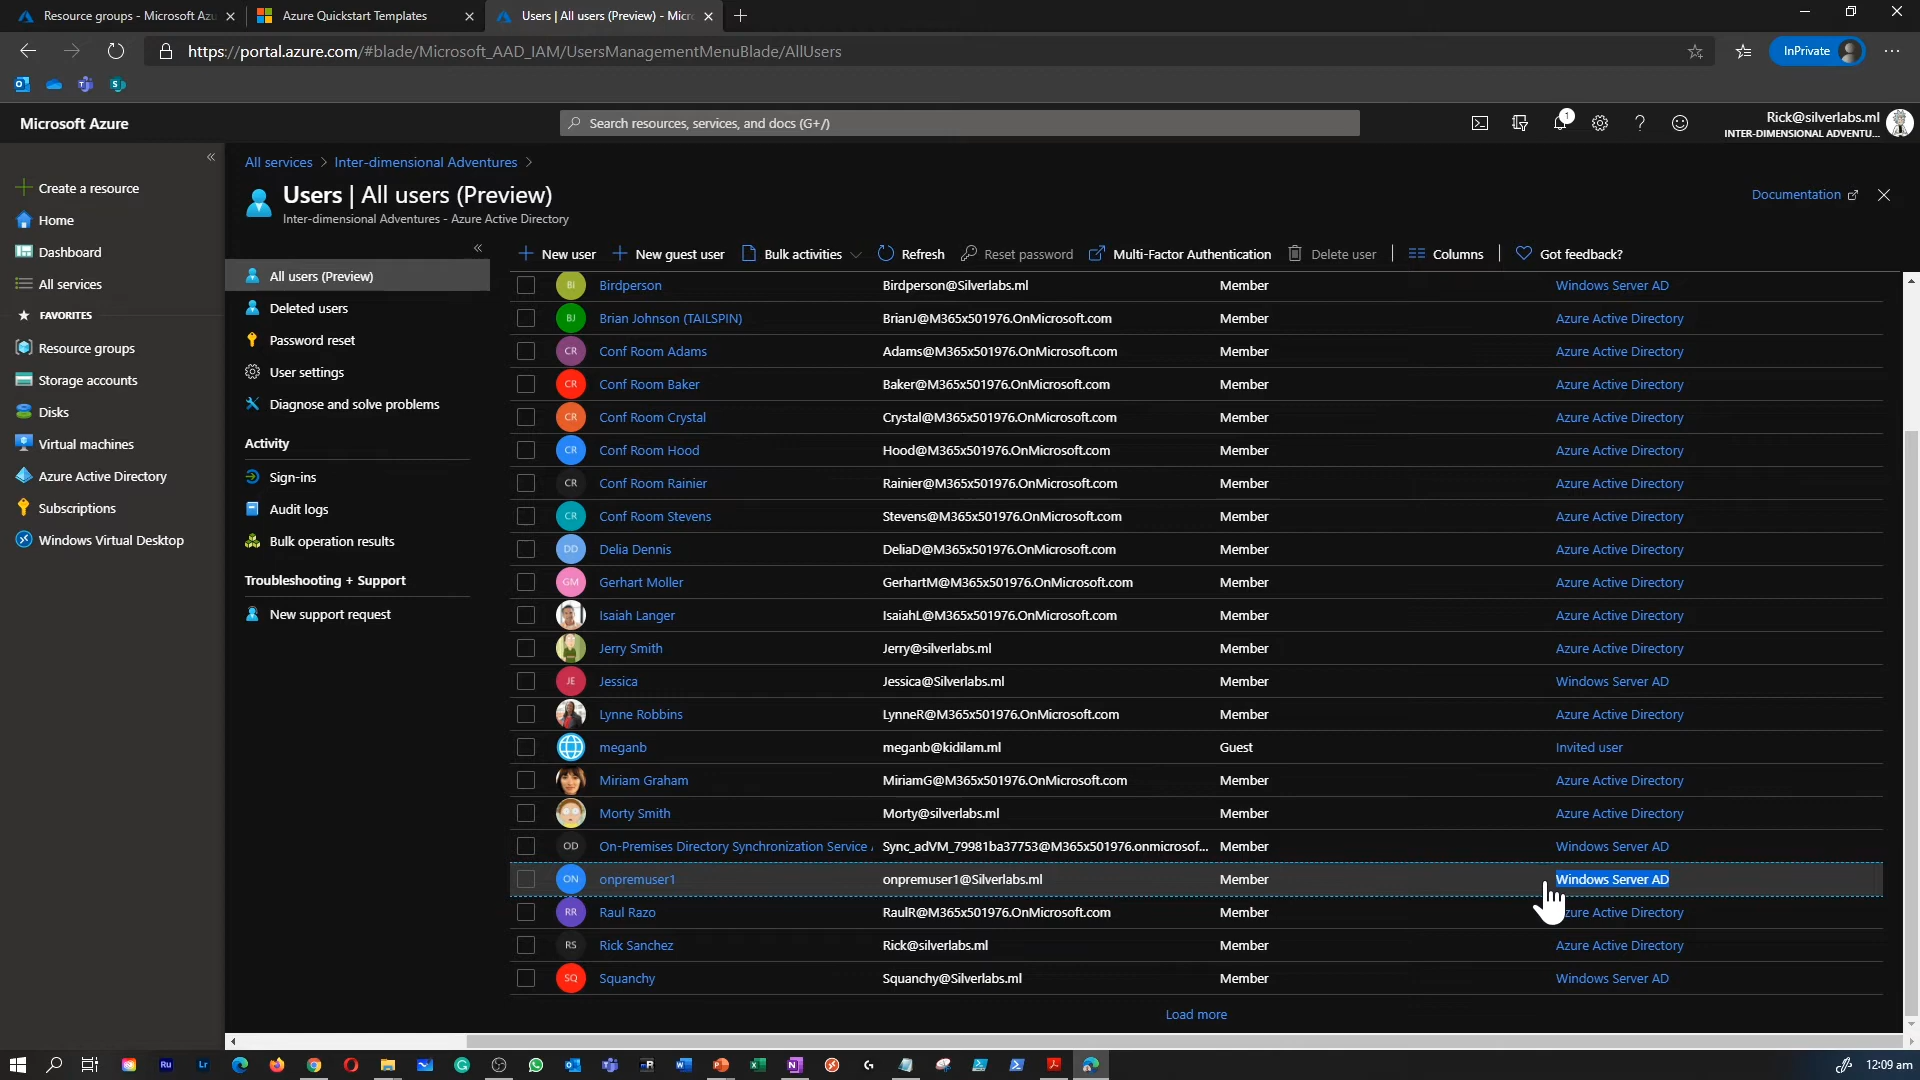 Resource groups - Microsoft Azu
Azure Quickstart Templates
Users | All users (Preview) - Micr
https://portal.azure.com/#blade/Microsoft_AAD_IAM/UsersManagementMenuBlade/AllUsers
InPrivate
Microsoft Azure
Search resources, services, and docs (G+/)
1
Rick@silverlabs.ml
INTER-DIMENSIONAL ADVENTU...
Create a resource
Home
Dashboard
All services
FAVORITES
Resource groups
Storage accounts
Disks
Virtual machines
Azure Active Directory
Subscriptions
Windows Virtual Desktop
All services > Inter-dimensional Adventures >
Users | All users (Preview)
Inter-dimensional Adventures - Azure Active Directory
Documentation
All users (Preview)
Deleted users
Password reset
User settings
Diagnose and solve problems
Activity
Sign-ins
Audit logs
Bulk operation results
Troubleshooting + Support
New support request
New user New guest user Bulk activities Refresh Reset password Multi-Factor Authentication Delete user Columns Got feedback?
BI Birdperson Birdperson@Silverlabs.ml Member Windows Server AD
BJ Brian Johnson (TAILSPIN) BrianJ@M365x501976.OnMicrosoft.com Member Azure Active Directory
CR Conf Room Adams Adams@M365x501976.OnMicrosoft.com Member Azure Active Directory
CR Conf Room Baker Baker@M365x501976.OnMicrosoft.com Member Azure Active Directory
CR Conf Room Crystal Crystal@M365x501976.OnMicrosoft.com Member Azure Active Directory
CR Conf Room Hood Hood@M365x501976.OnMicrosoft.com Member Azure Active Directory
CR Conf Room Rainier Rainier@M365x501976.OnMicrosoft.com Member Azure Active Directory
CR Conf Room Stevens Stevens@M365x501976.OnMicrosoft.com Member Azure Active Directory
DD Delia Dennis DeliaD@M365x501976.OnMicrosoft.com Member Azure Active Directory
GM Gerhart Moller GerhartM@M365x501976.OnMicrosoft.com Member Azure Active Directory
Isaiah Langer IsaiahL@M365x501976.OnMicrosoft.com Member Azure Active Directory
Jerry Smith Jerry@silverlabs.ml Member Azure Active Directory
JE Jessica Jessica@Silverlabs.ml Member Windows Server AD
Lynne Robbins LynneR@M365x501976.OnMicrosoft.com Member Azure Active Directory
meganb meganb@kidilam.ml Guest Invited user
Miriam Graham MiriamG@M365x501976.OnMicrosoft.com Member Azure Active Directory
Morty Smith Morty@silverlabs.ml Member Azure Active Directory
OD On-Premises Directory Synchronization Service Sync_adVM_79981ba37753@M365x501976.onmicrosof... Member Windows Server AD
ON onpremuser1 onpremuser1@Silverlabs.ml Member Windows Server AD
RR Raul Razo RaulR@M365x501976.OnMicrosoft.com Member zure Active Directory
RS Rick Sanchez Rick@silverlabs.ml Member Azure Active Directory
SQ Squanchy Squanchy@Silverlabs.ml Member Windows Server AD
Load more
Ru Lr
12:09 am